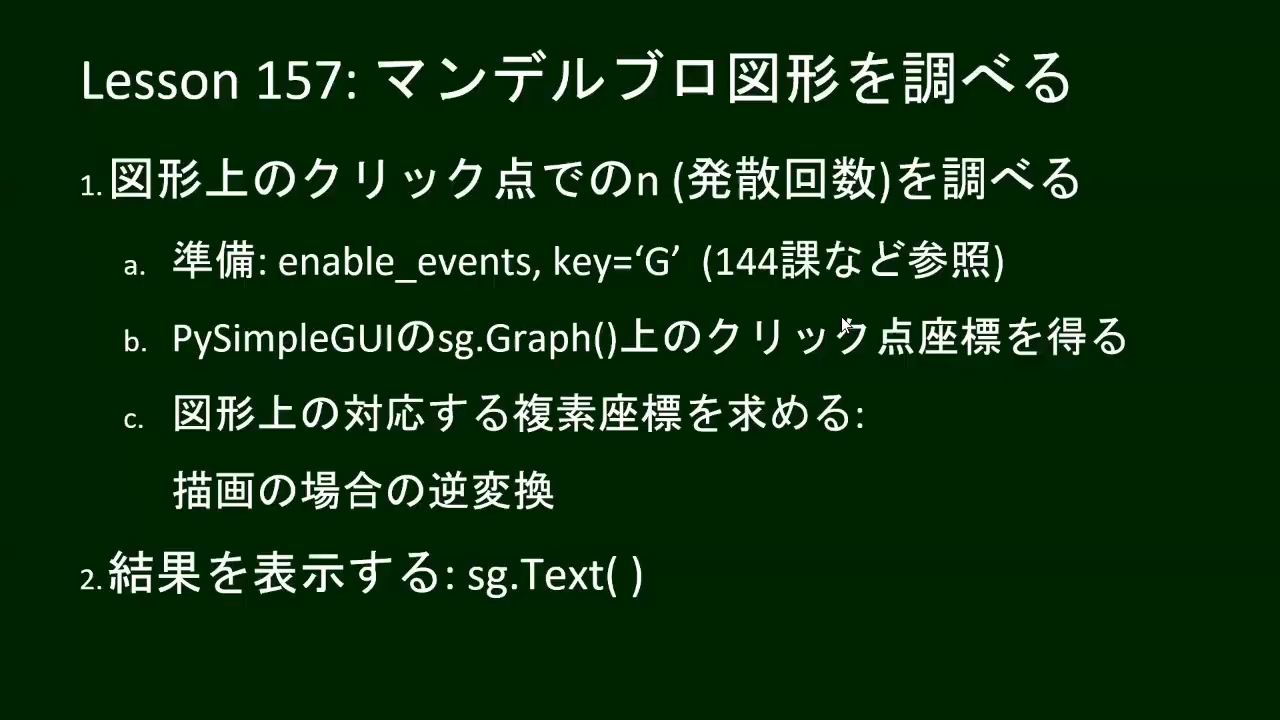 Lesson 157: マンデルブロ図形を調べる
1. 図形上のクリック点でのn (発散回数)を調べる
a. 準備: enable_events, key=‘G’ (144課など参照)
b. PySimpleGUIのsg.Graph()上のクリック点座標を得る
c. 図形上の対応する複素座標を求める:
描画の場合の逆変換
2. 結果を表示する: sg.Text( )